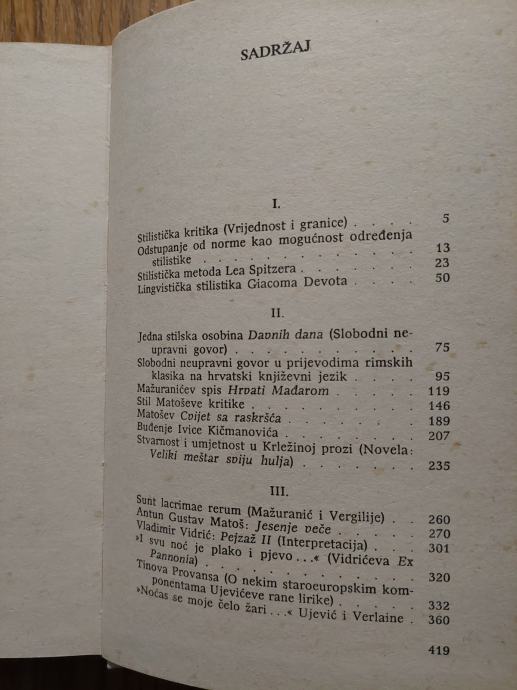 SADRŽAJ
I.
Stilistička kritika (Vrijednost i granice) . . . . 5
Odstupanje od norme kao mogućnost određenja
stilistike . . . . . . . . . . . 13
Stilistička metoda Lea Spitzera . . . . . . 23
Lingvistička stilistika Giacoma Devota . . . . 50
II.
Jedna stilska osobina Davnih dana (Slobodni ne-
upravni govor) . . . . . . . . . . 75
Slobodni neupravni govor u prijevodima rimskih
klasika na hrvatski književni jezik . . . . 95
Mažuranićev spis Hrvati Mađarom . . . . . 119
Stil Matoševe kritike . . . . . . . . . 146
Matošev Cvijet sa raskršća . . . . . . . 189
Buđenje Ivice Kičmanovića . . . . . . . 207
Stvarnost i umjetnost u Krležinoj prozi (Novela:
Veliki meštar sviju hulja) . . . . . . 235
III.
Sunt lacrimae rerum (Mažuranić i Vergilije) . . 260
Antun Gustav Matoš: Jesenje veče . . . . . 270
Vladimir Vidrić: Pejzaž II (Interpretacija) . . . 301
»I svu noć je plako i pjevo...« (Vidrićeva Ex
Pannonia) . . . . . . . . . . . 320
Tinova Provansa (O nekim staroeuropskim kom-
ponentama Ujevićeve rane lirike) . . . . . 332
»Noćas se moje čelo žari...« Ujević i Verlaine . 360
419